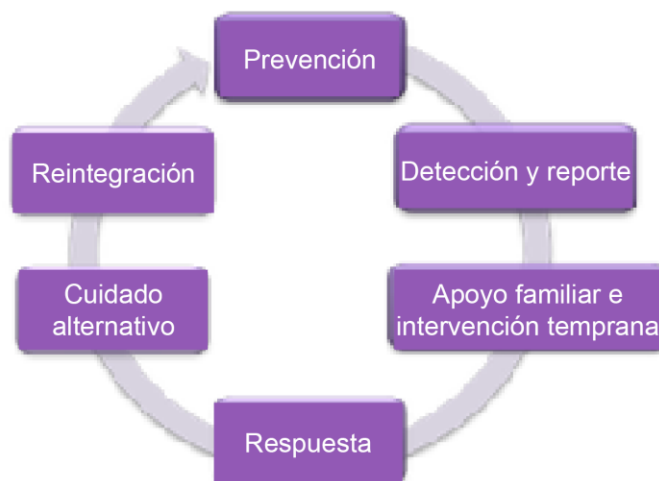 Prevención
Detección y reporte
Apoyo familiar e
intervención temprana
Respuesta
Cuidado
alternativo
Reintegración